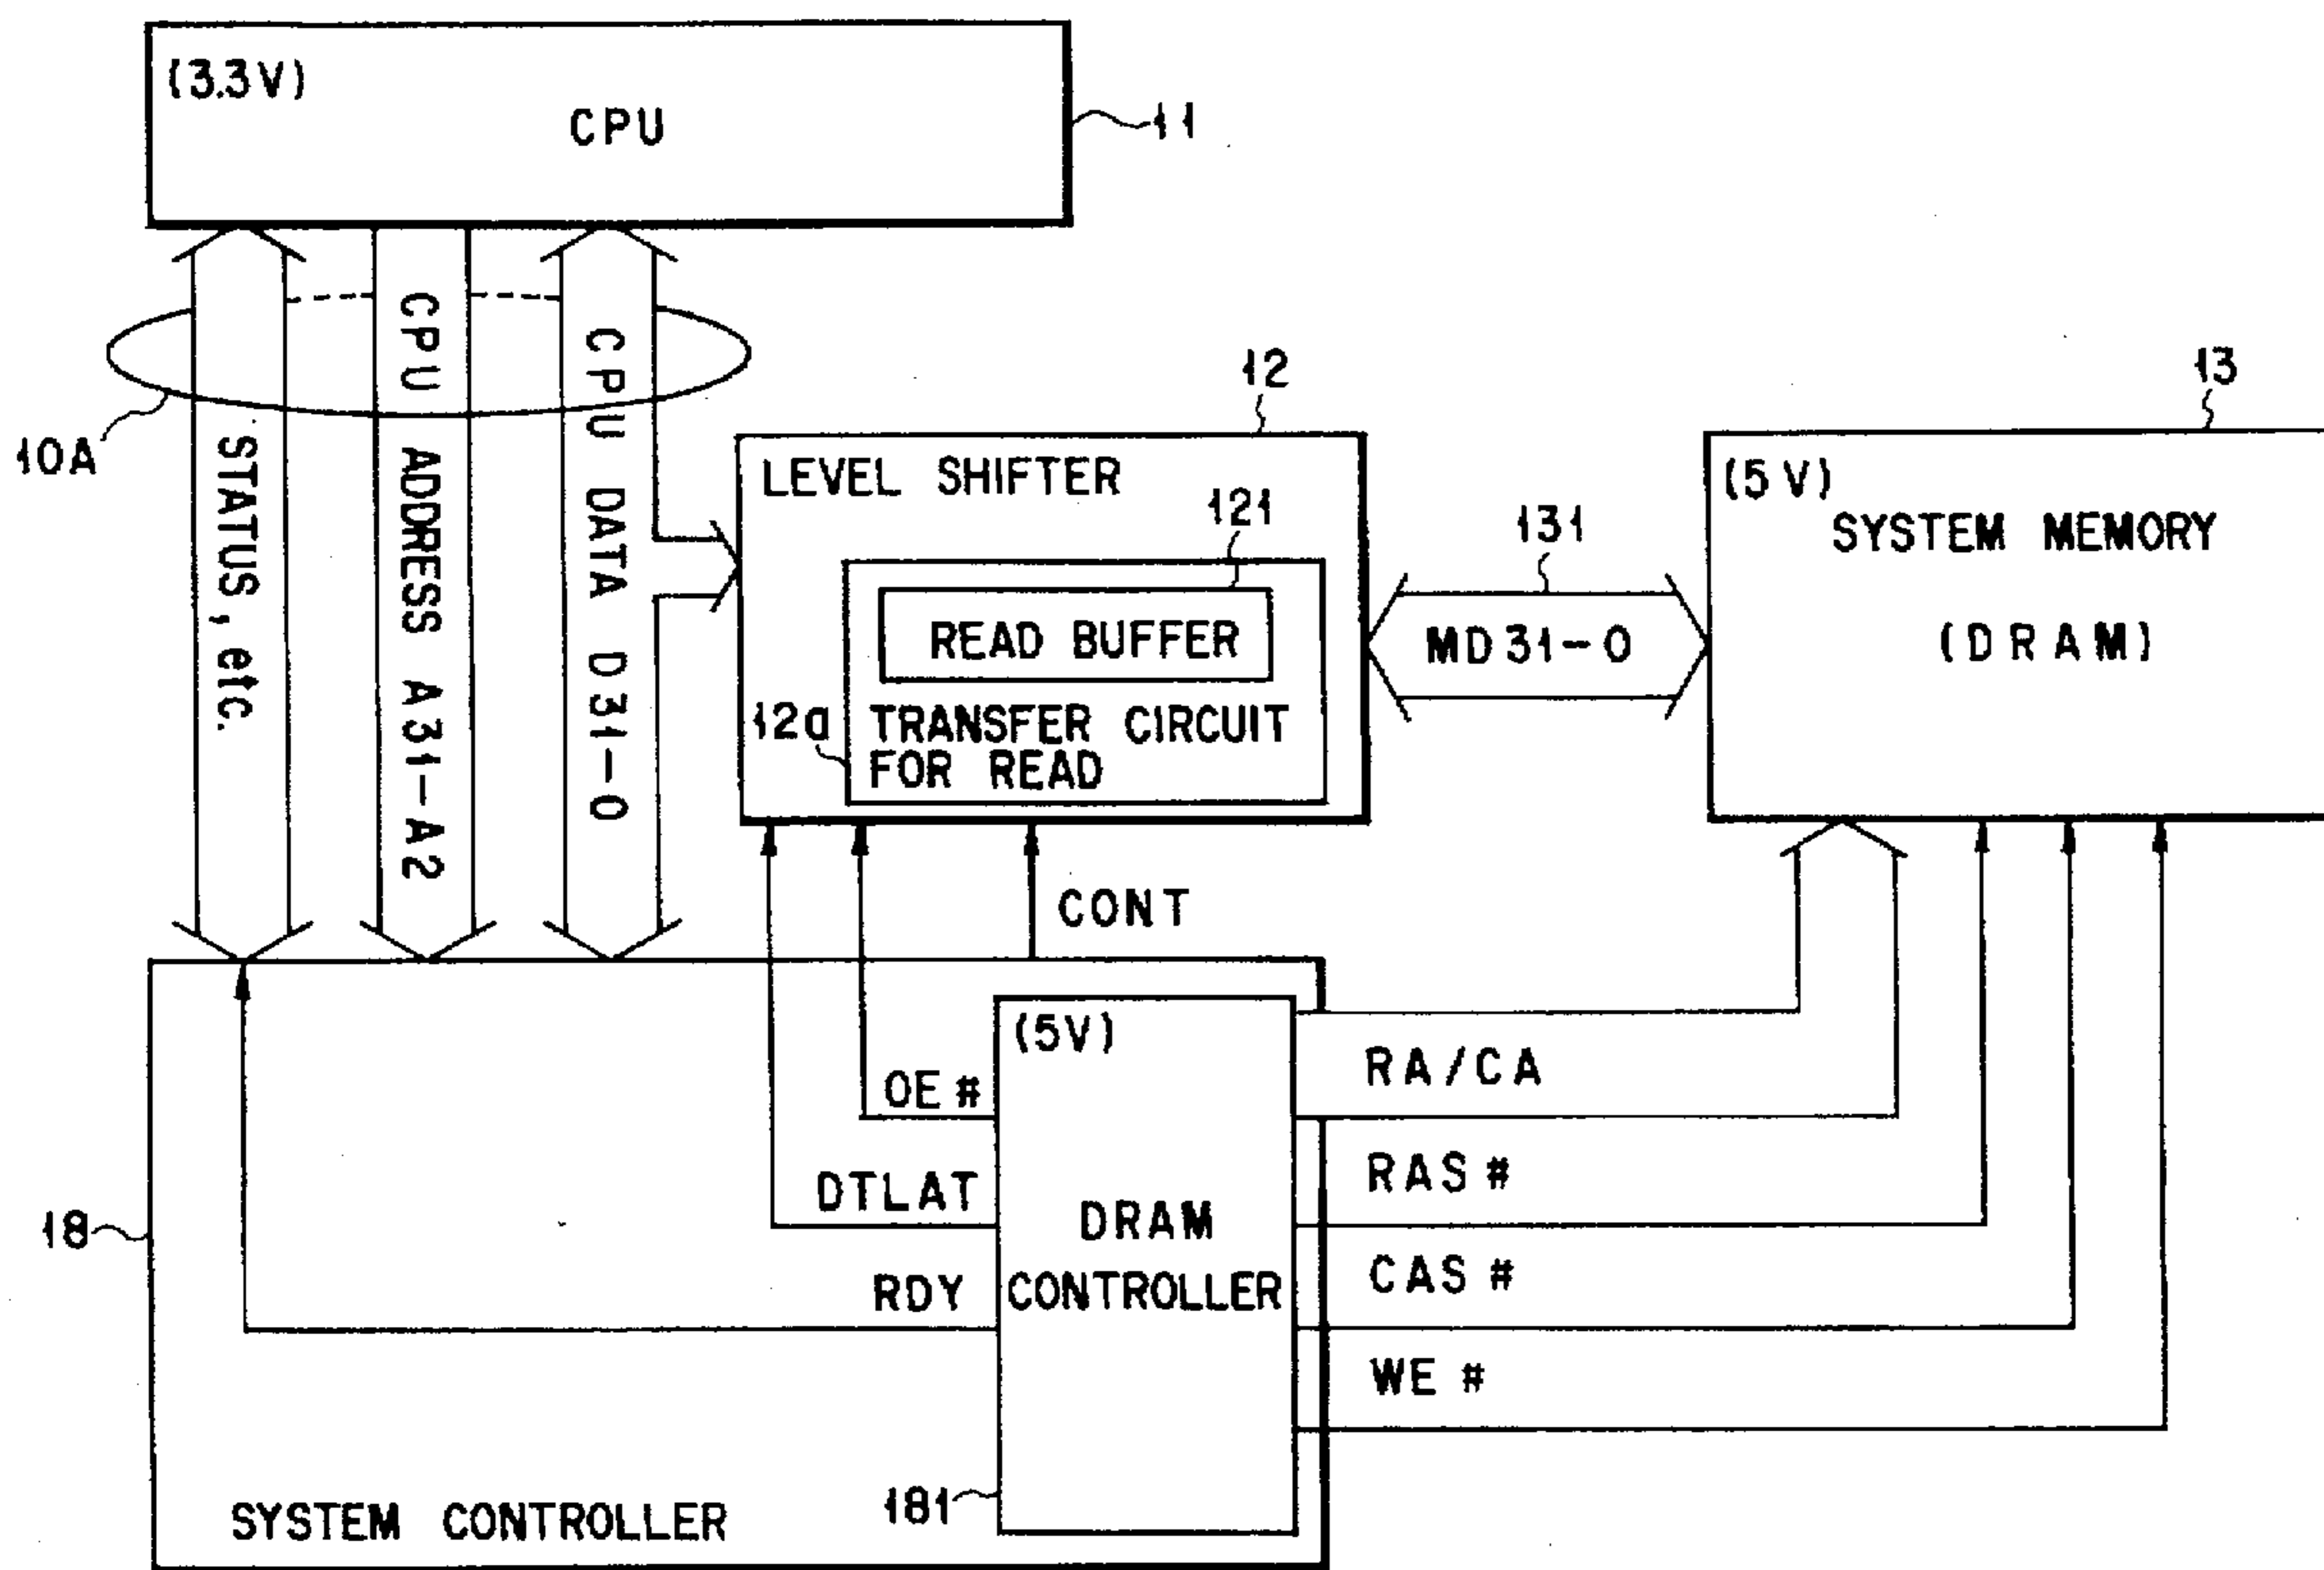 (3.3V)
CPU
11
10A
STATUS, etc.
CPU ADDRESS A31-A2
CPU DATA D31-0
12
LEVEL SHIFTER
121
READ BUFFER
12a
TRANSFER CIRCUIT
FOR READ
131
MD31-0
13
(5V)
SYSTEM MEMORY
(DRAM)
CONT
18
(5V)
OE#
DTLAT
RDY
DRAM
CONTROLLER
181
RA/CA
RAS#
CAS#
WE#
SYSTEM CONTROLLER